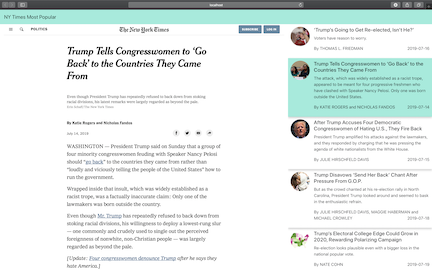 localhost
NY Times Most Popular
POLITICS
The New York Times
SUBSCRIBE
LOG IN
Trump Tells Congresswomen to ‘Go
Back’ to the Countries They Came
From
Even though President Trump has repeatedly refused to back down from stoking
racial divisions, his latest remarks were largely regarded as beyond the pale.
By Katie Rogers and Nicholas Fandos
July 14, 2019
WASHINGTON — President Trump said on Sunday that a group of
four minority congresswomen feuding with Speaker Nancy Pelosi
should “go back” to the countries they came from rather than
“loudly and viciously telling the people of the United States” how to
run the government.
Wrapped inside that insult, which was widely established as a
racist trope, was a factually inaccurate claim: Only one of the
lawmakers was born outside the country.
Even though Mr. Trump has repeatedly refused to back down from
stoking racial divisions, his willingness to deploy a lowest-rung slur
— one commonly and crudely used to single out the perceived
foreignness of nonwhite, non-Christian people — was largely
regarded as beyond the pale.
[Update: Four congresswomen denounce Trump after he says they
hate America.]
‘Trump’s Going to Get Re-elected, Isn’t He?’
Voters have reason to worry.
By THOMAS L. FRIEDMAN
2019-07-16
Trump Tells Congresswomen to ‘Go Back’ to the
Countries They Came From
The attack, which was widely established as a racist trope,
appeared to be meant for four progressive freshmen who
have clashed with Speaker Nancy Pelosi. Only one was born
outside the United States.
By KATIE ROGERS and NICHOLAS FANDOS
2019-07-14
After Trump Accuses Four Democratic
Congresswomen of Hating U.S., They Fire Back
President Trump amplified his attacks against the lawmakers,
and they responded by charging that he was pressing the
agenda of white nationalists from the White House.
By JULIE HIRSCHFELD DAVIS
2019-07-15
Trump Disavows ‘Send Her Back’ Chant After
Pressure From G.O.P.
But as the crowd chanted at his re-election rally in North
Carolina, President Trump looked around and seemed to bask
in the enthusiastic refrain.
By JULIE HIRSCHFELD DAVIS, MAGGIE HABERMAN and
MICHAEL CROWLEY
2019-07-18
Trump’s Electoral College Edge Could Grow in
2020, Rewarding Polarizing Campaign
Re-election looks plausible even with a bigger loss in the
national popular vote.
By NATE COHN
2019-07-19